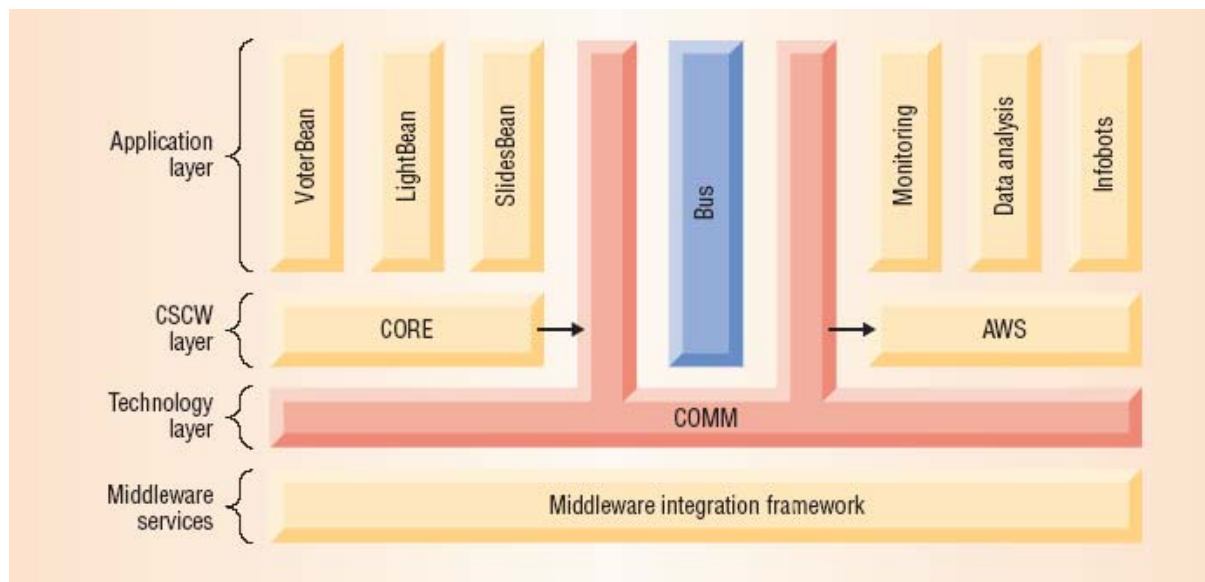 Application
layer
VoterBean
LightBean
SlidesBean
Bus
Monitoring
Data analysis
Infobots
CSCW
layer
CORE
AWS
Technology
layer
COMM
Middleware
services
Middleware integration framework